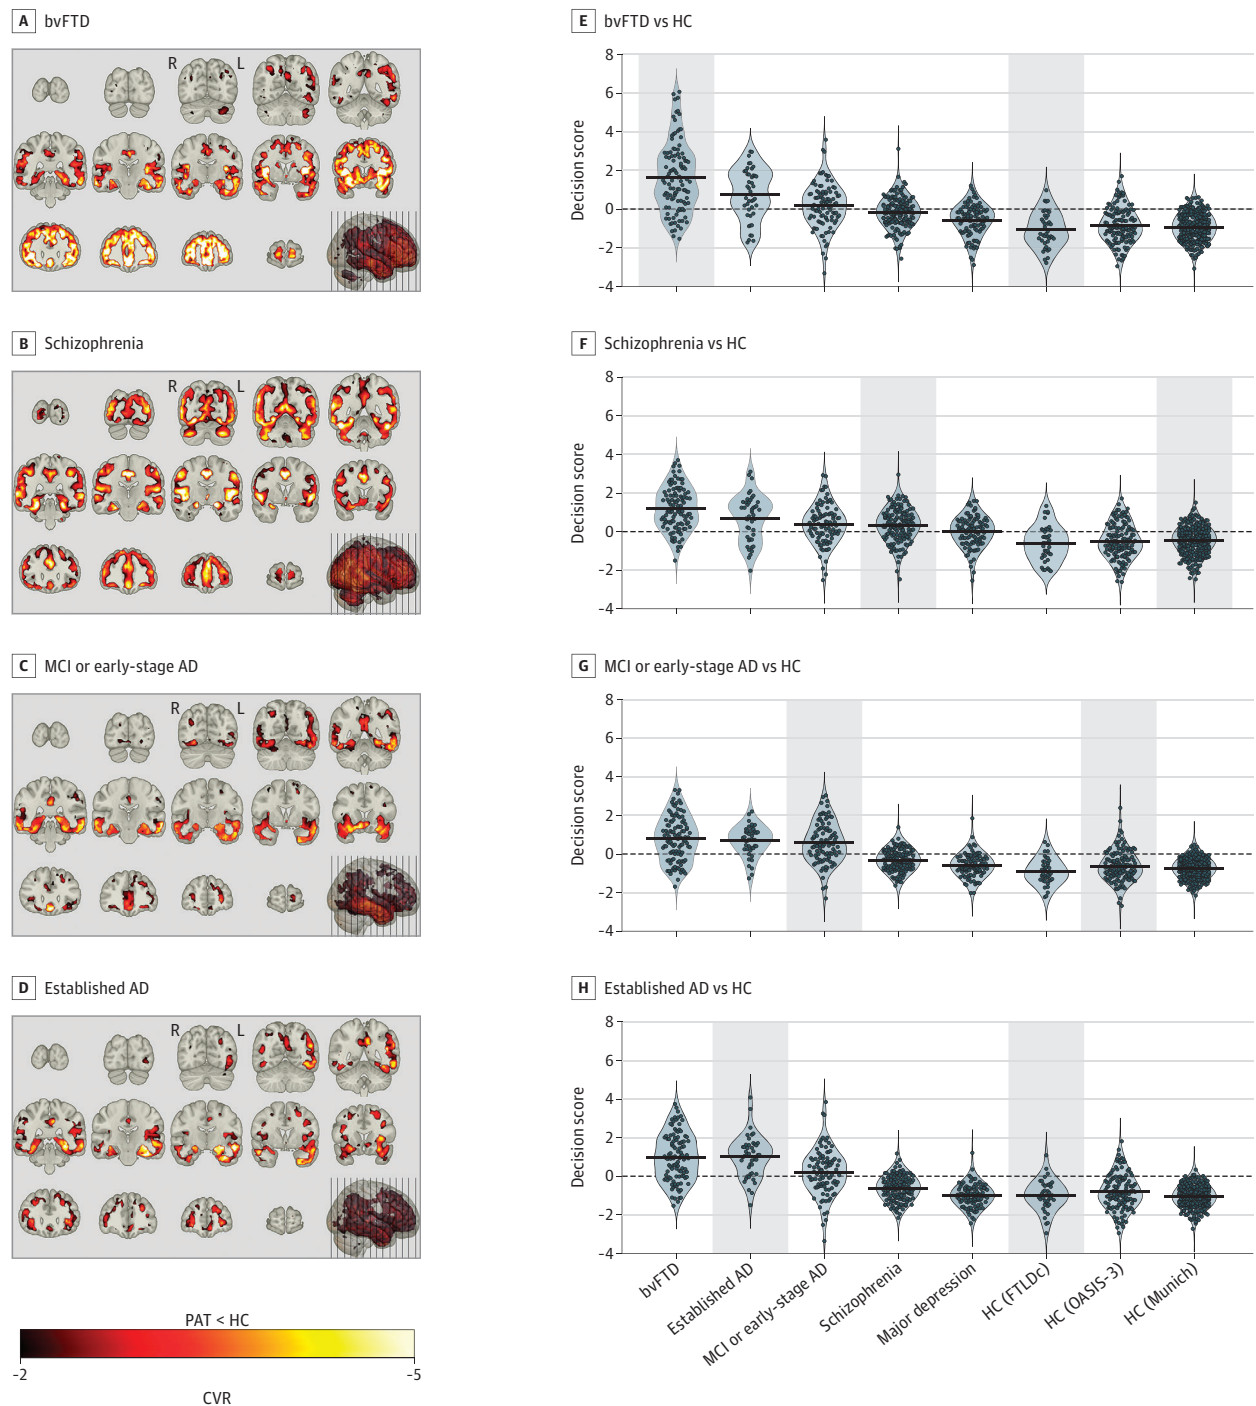 A bvFTD
R L
B Schizophrenia
R L
C MCI or early-stage AD
R L
D Established AD
R L
PAT < HC
-2 -5
CVR
E bvFTD vs HC
Decision score
8
6
4
2
0
-2
-4
F Schizophrenia vs HC
Decision score
8
6
4
2
0
-2
-4
G MCI or early-stage AD vs HC
Decision score
8
6
4
2
0
-2
-4
H Established AD vs HC
Decision score
8
6
4
2
0
-2
-4
bvFTD
Established AD
MCI or early-stage AD
Schizophrenia
Major depression
HC (FTLDc)
HC (OASIS-3)
HC (Munich)